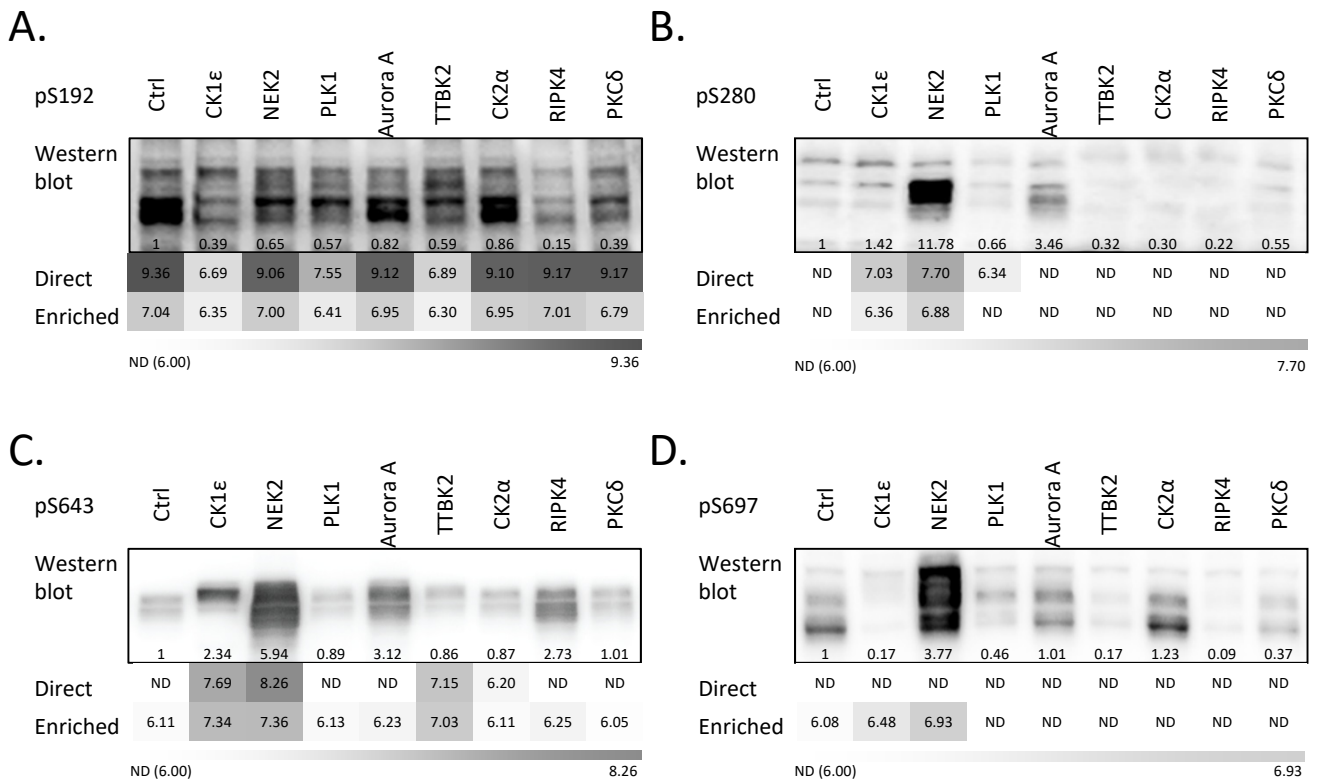 A.
pS192
Ctrl CK1ε NEK2 PLK1 Aurora A TTBK2 CK2α RIPK4 PKCδ
Western
blot
1 0.39 0.65 0.57 0.82 0.59 0.86 0.15 0.39
Direct 9.36 6.69 9.06 7.55 9.12 6.89 9.10 9.17 9.17
Enriched 7.04 6.35 7.00 6.41 6.95 6.30 6.95 7.01 6.79
ND (6.00) 9.36
B.
pS280
Ctrl CK1ε NEK2 PLK1 Aurora A TTBK2 CK2α RIPK4 PKCδ
Western
blot
1 1.42 11.78 0.66 3.46 0.32 0.30 0.22 0.55
Direct ND 7.03 7.70 6.34 ND ND ND ND ND
Enriched ND 6.36 6.88 ND ND ND ND ND ND
ND (6.00) 7.70
C.
pS643
Ctrl CK1ε NEK2 PLK1 Aurora A TTBK2 CK2α RIPK4 PKCδ
Western
blot
1 2.34 5.94 0.89 3.12 0.86 0.87 2.73 1.01
Direct ND 7.69 8.26 ND ND 7.15 6.20 ND ND
Enriched 6.11 7.34 7.36 6.13 6.23 7.03 6.11 6.25 6.05
ND (6.00) 8.26
D.
pS697
Ctrl CK1ε NEK2 PLK1 Aurora A TTBK2 CK2α RIPK4 PKCδ
Western
blot
1 0.17 3.77 0.46 1.01 0.17 1.23 0.09 0.37
Direct ND ND ND ND ND ND ND ND ND
Enriched 6.08 6.48 6.93 ND ND ND ND ND ND
ND (6.00) 6.93